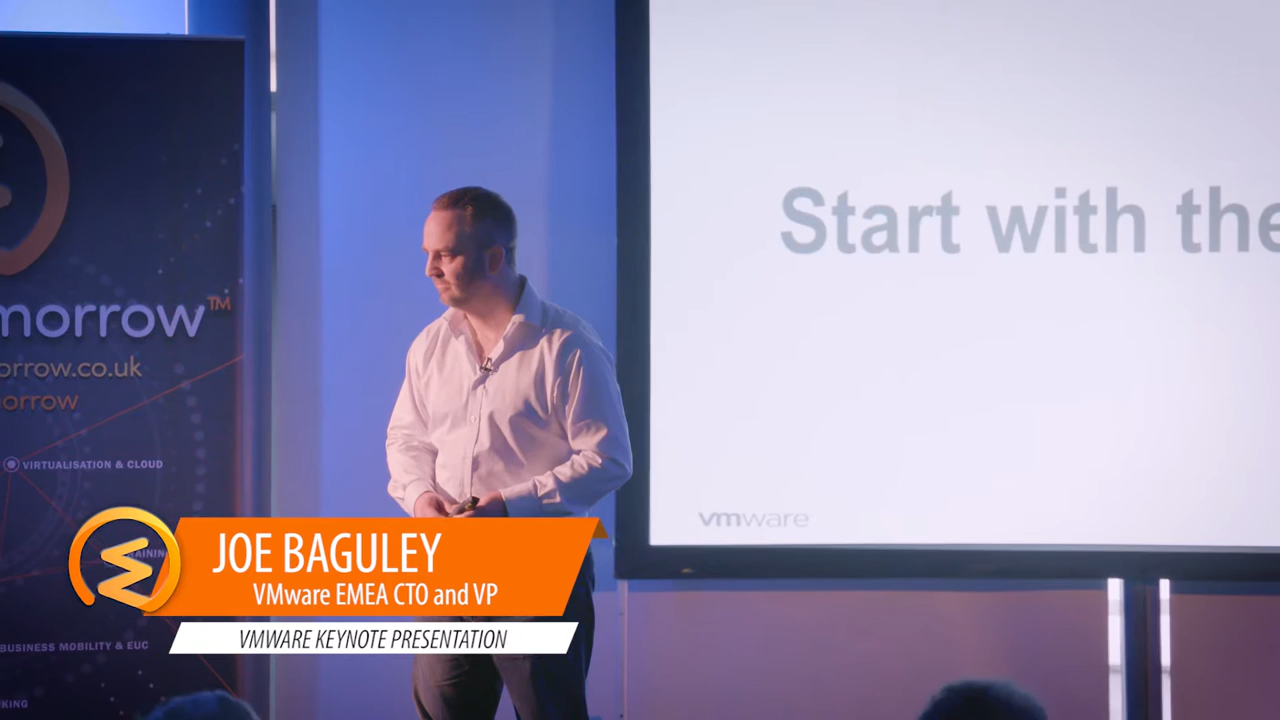 morrow™
orrow.co.uk
orrow
VIRTUALISATION & CLOUD
BUSINESS MOBILITY & EUC
KING
Start with the
vmware
JOE BAGULEY
VMware EMEA CTO and VP
VMWARE KEYNOTE PRESENTATION